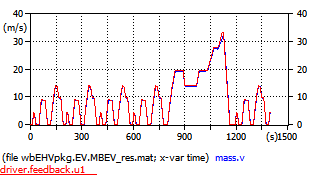 40
(m/s)
30
20
10
0
40
30
20
10
0
0 300 600 900 1200 (s) 1500
(file wbEHVpkg.EV.MBEV_res.mat; x-var time) mass.v
driver.feedback.u1